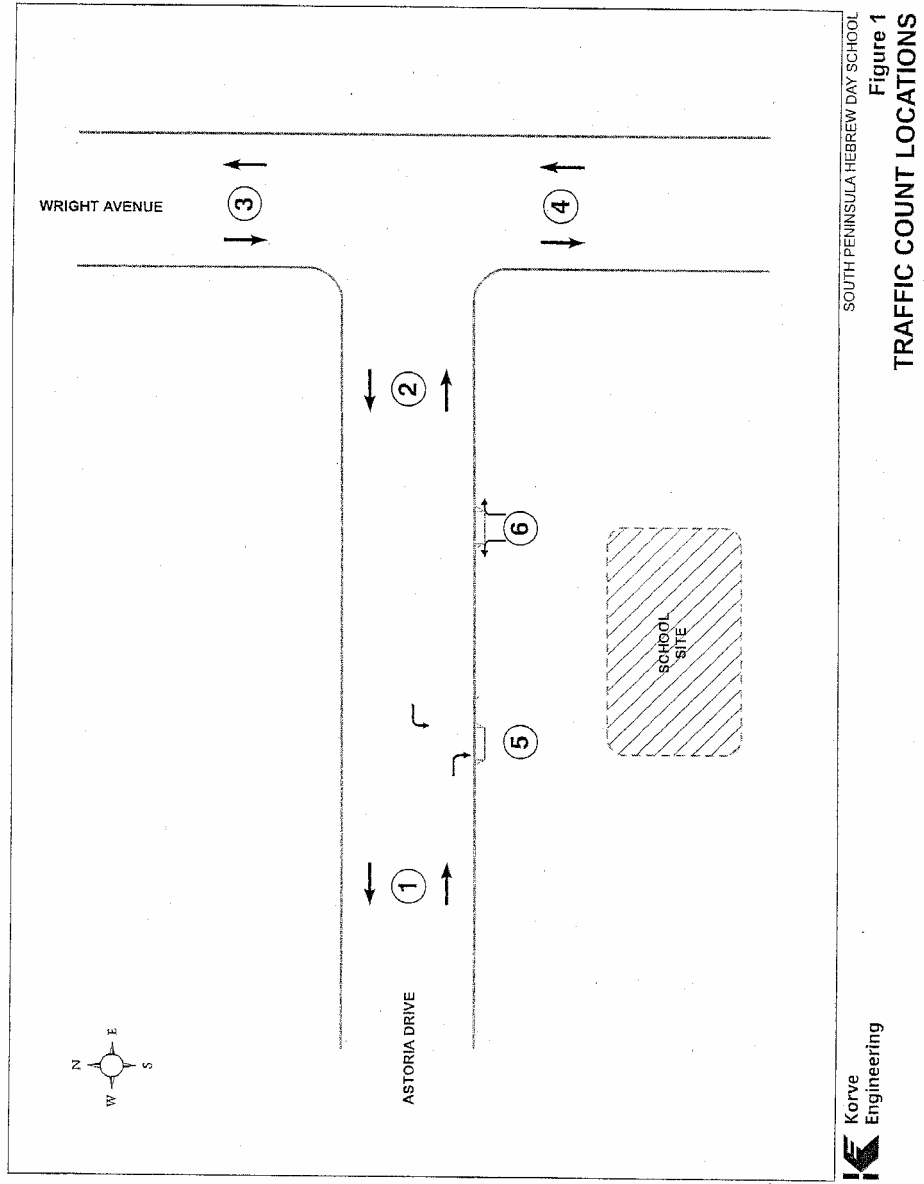 WRIGHT AVENUE
3
4
2
6
5
1
SCHOOL
SITE
ASTORIA DRIVE
N
W
E
S
Korve
Engineering
SOUTH PENINSULA HEBREW DAY SCHOOL
Figure 1
TRAFFIC COUNT LOCATIONS